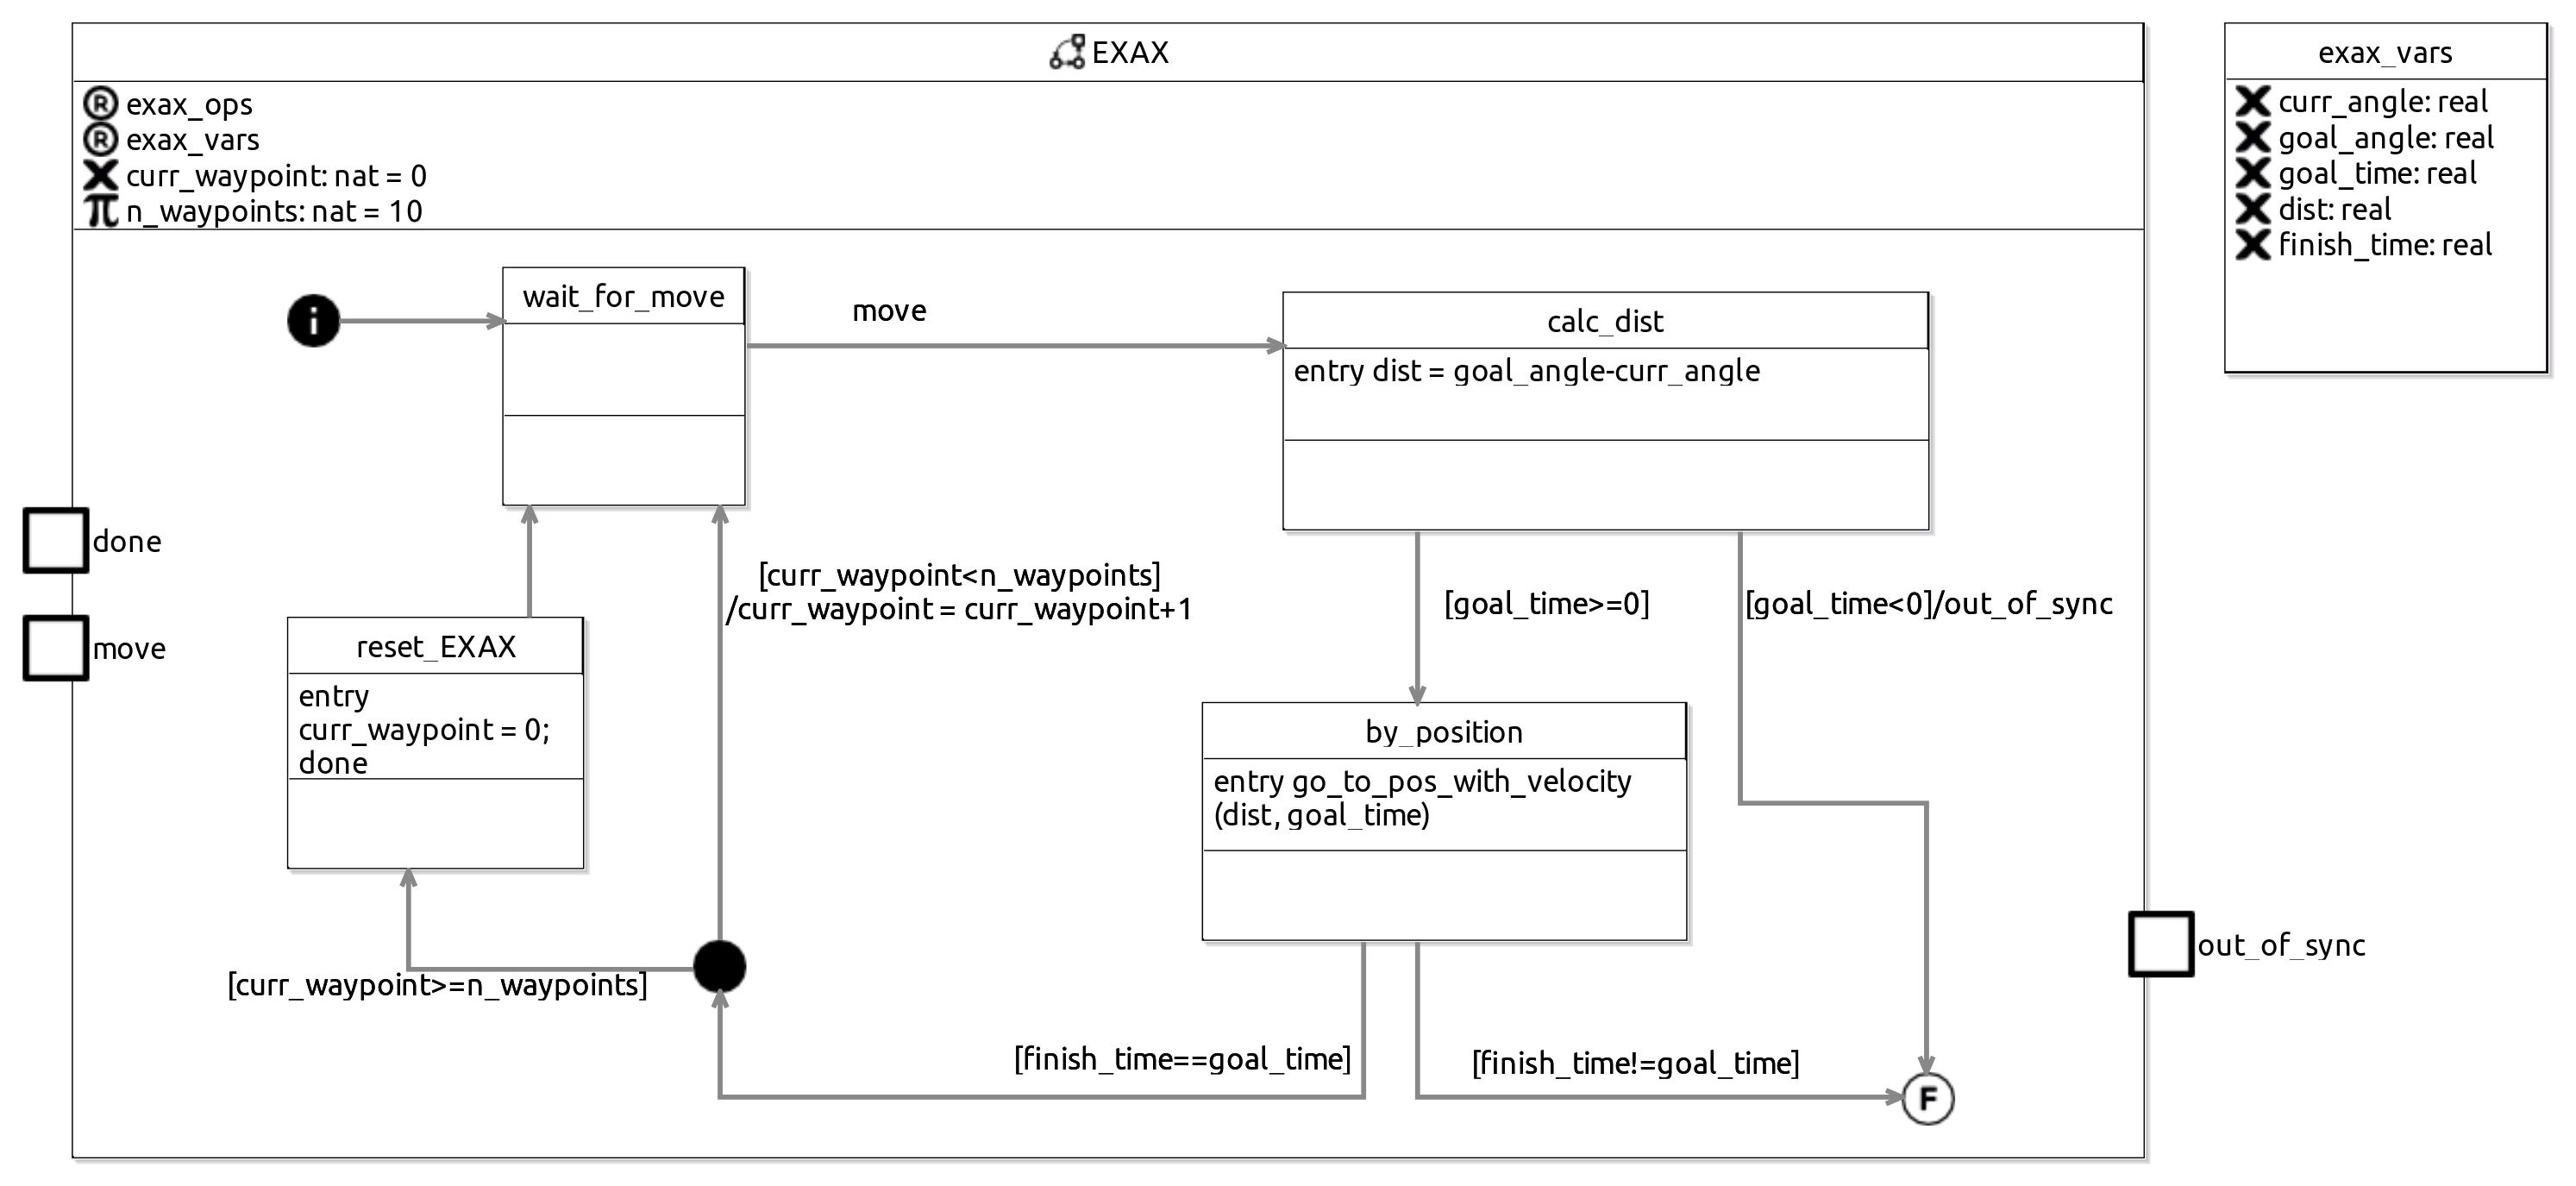 EXAX
R exax_ops
R exax_vars
curr_waypoint: nat = 0
π n_waypoints: nat = 10
exax_vars
curr_angle: real
goal_angle: real
goal_time: real
dist: real
finish_time: real
i
wait_for_move
move
calc_dist
entry dist = goal_angle-curr_angle
done
move
[curr_waypoint<n_waypoints]
/curr_waypoint = curr_waypoint+1
[goal_time>=0]
[goal_time<0]/out_of_sync
reset_EXAX
entry
curr_waypoint = 0;
done
by_position
entry go_to_pos_with_velocity
(dist, goal_time)
[curr_waypoint>=n_waypoints]
out_of_sync
[finish_time==goal_time]
[finish_time!=goal_time]
F